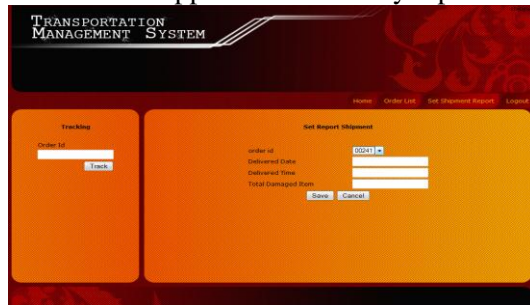 TRANSPORTATION
MANAGEMENT SYSTEM
Home Order List Set Shipment Report Logout
Tracking
Order Id
Track
Set Report Shipment
order id 00241
Delivered Date
Delivered Time
Total Damaged Item
Save Cancel